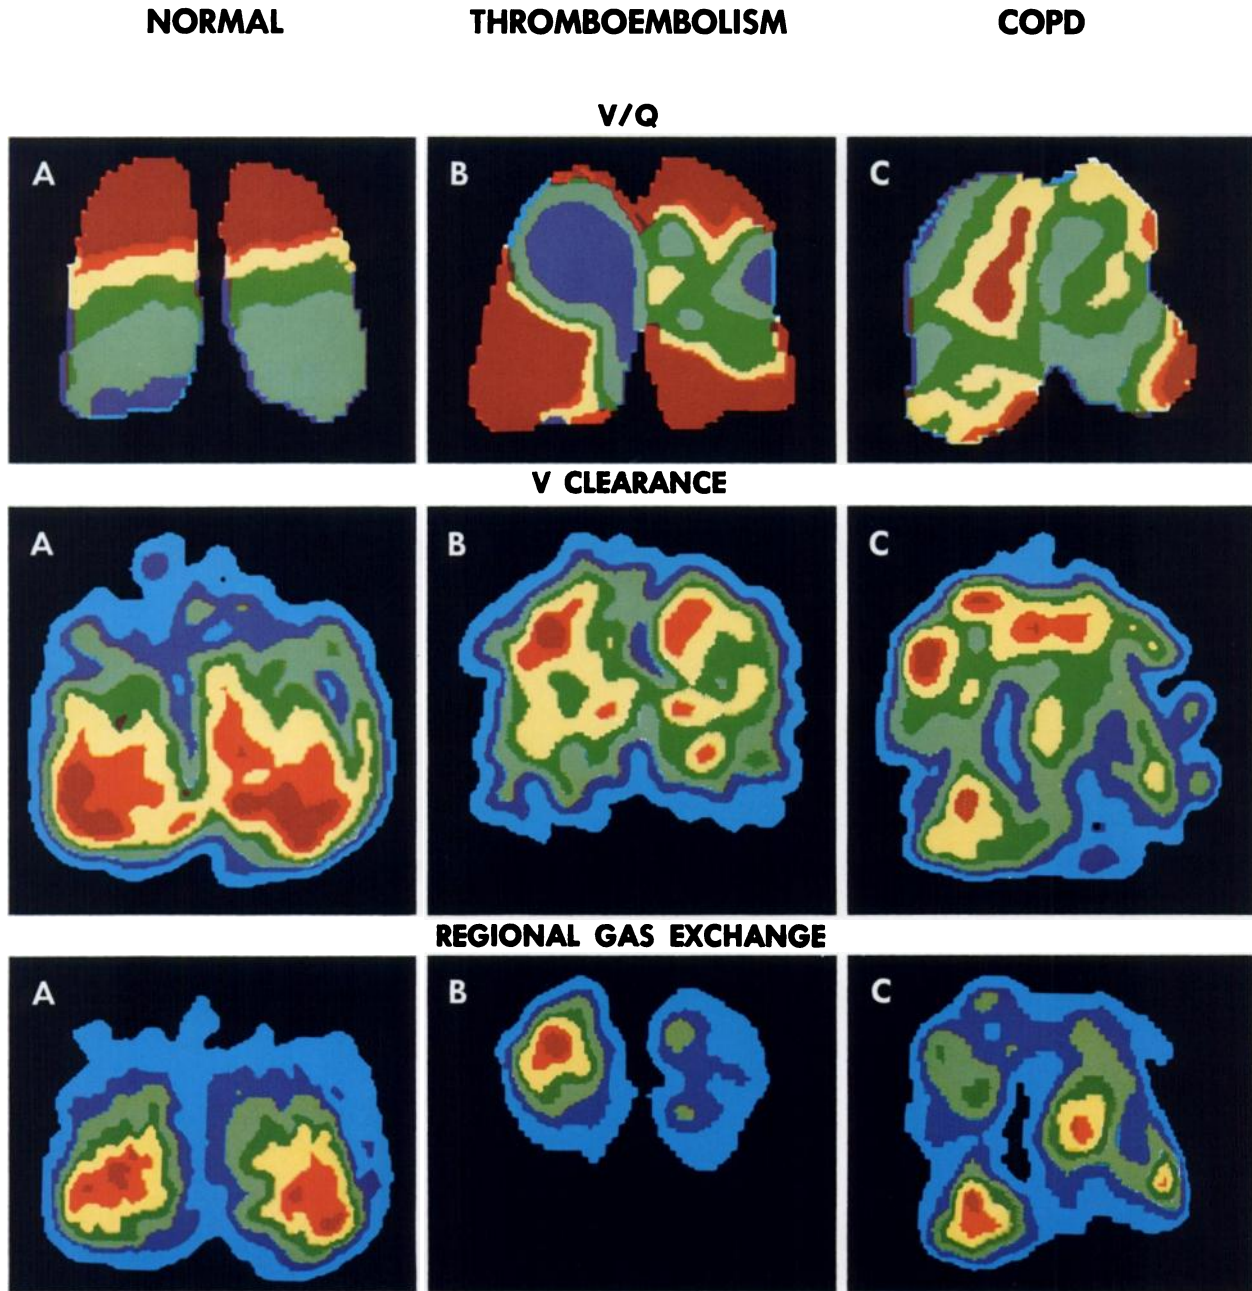 NORMAL THROMBOEMBOLISM COPD
V/Q
A B C
V CLEARANCE
A B C
REGIONAL GAS EXCHANGE
A B C